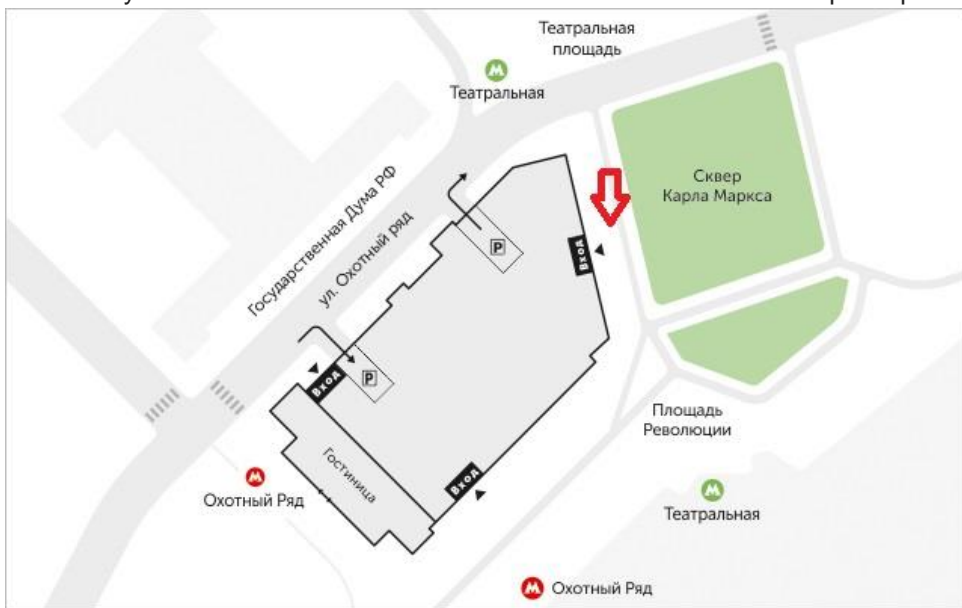 Театральная
площадь
М
Театральная
Сквер
Карла Маркса
Государственная Дума РФ
ул. Охотный ряд
P
Вход
P
Вход
Площадь
Революции
Гостиница
Вход
М
Охотный Ряд
М
Театральная
М Охотный Ряд